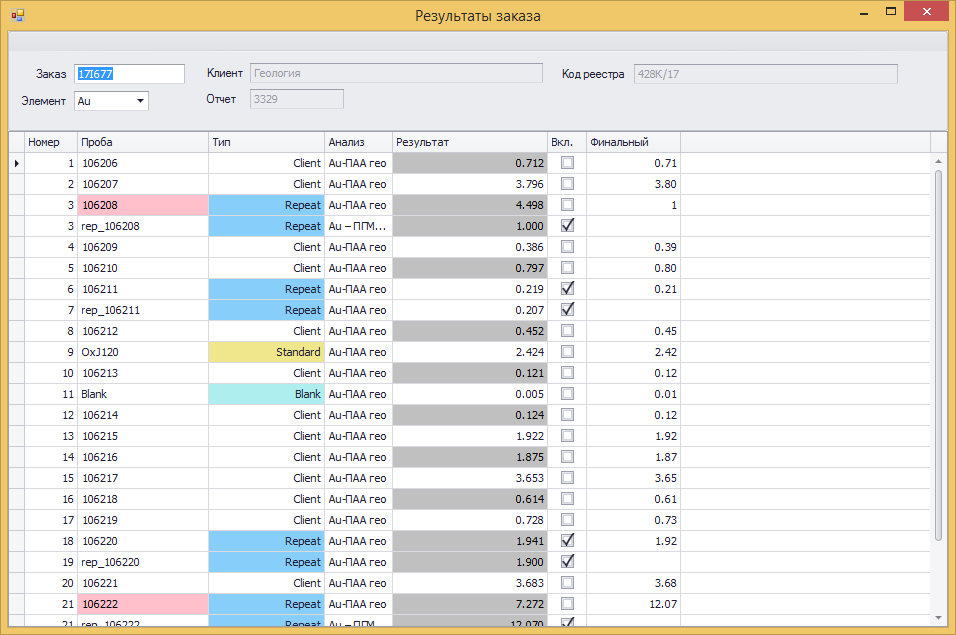 Результаты заказа
Заказ 17I677 Клиент Геология Код реестра 428К/17
Элемент Au Отчет 3329
Номер Проба Тип Анализ Результат Вкл. Финальный
1 106206 Client Au-ПАА гео 0.712 0.71
2 106207 Client Au-ПАА гео 3.796 3.80
3 106208 Repeat Au-ПАА гео 4.498 1
3 rep_106208 Repeat Au – ПГМ... 1.000
4 106209 Client Au-ПАА гео 0.386 0.39
5 106210 Client Au-ПАА гео 0.797 0.80
6 106211 Repeat Au-ПАА гео 0.219 0.21
7 rep_106211 Repeat Au-ПАА гео 0.207
8 106212 Client Au-ПАА гео 0.452 0.45
9 OxJ120 Standard Au-ПАА гео 2.424 2.42
10 106213 Client Au-ПАА гео 0.121 0.12
11 Blank Blank Au-ПАА гео 0.005 0.01
12 106214 Client Au-ПАА гео 0.124 0.12
13 106215 Client Au-ПАА гео 1.922 1.92
14 106216 Client Au-ПАА гео 1.875 1.87
15 106217 Client Au-ПАА гео 3.653 3.65
16 106218 Client Au-ПАА гео 0.614 0.61
17 106219 Client Au-ПАА гео 0.728 0.73
18 106220 Repeat Au-ПАА гео 1.941 1.92
19 rep_106220 Repeat Au-ПАА гео 1.900
20 106221 Client Au-ПАА гео 3.683 3.68
21 106222 Repeat Au-ПАА гео 7.272 12.07
21 rep_106222 Repeat Au – ПГМ... 12.070